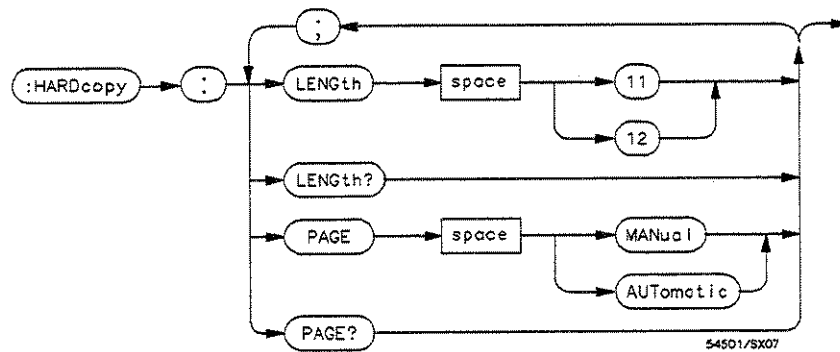 ;
:HARDcopy : LENGth space 11
12
LENGth?
PAGE space MANual
AUTomatic
PAGE?
54501/SX07